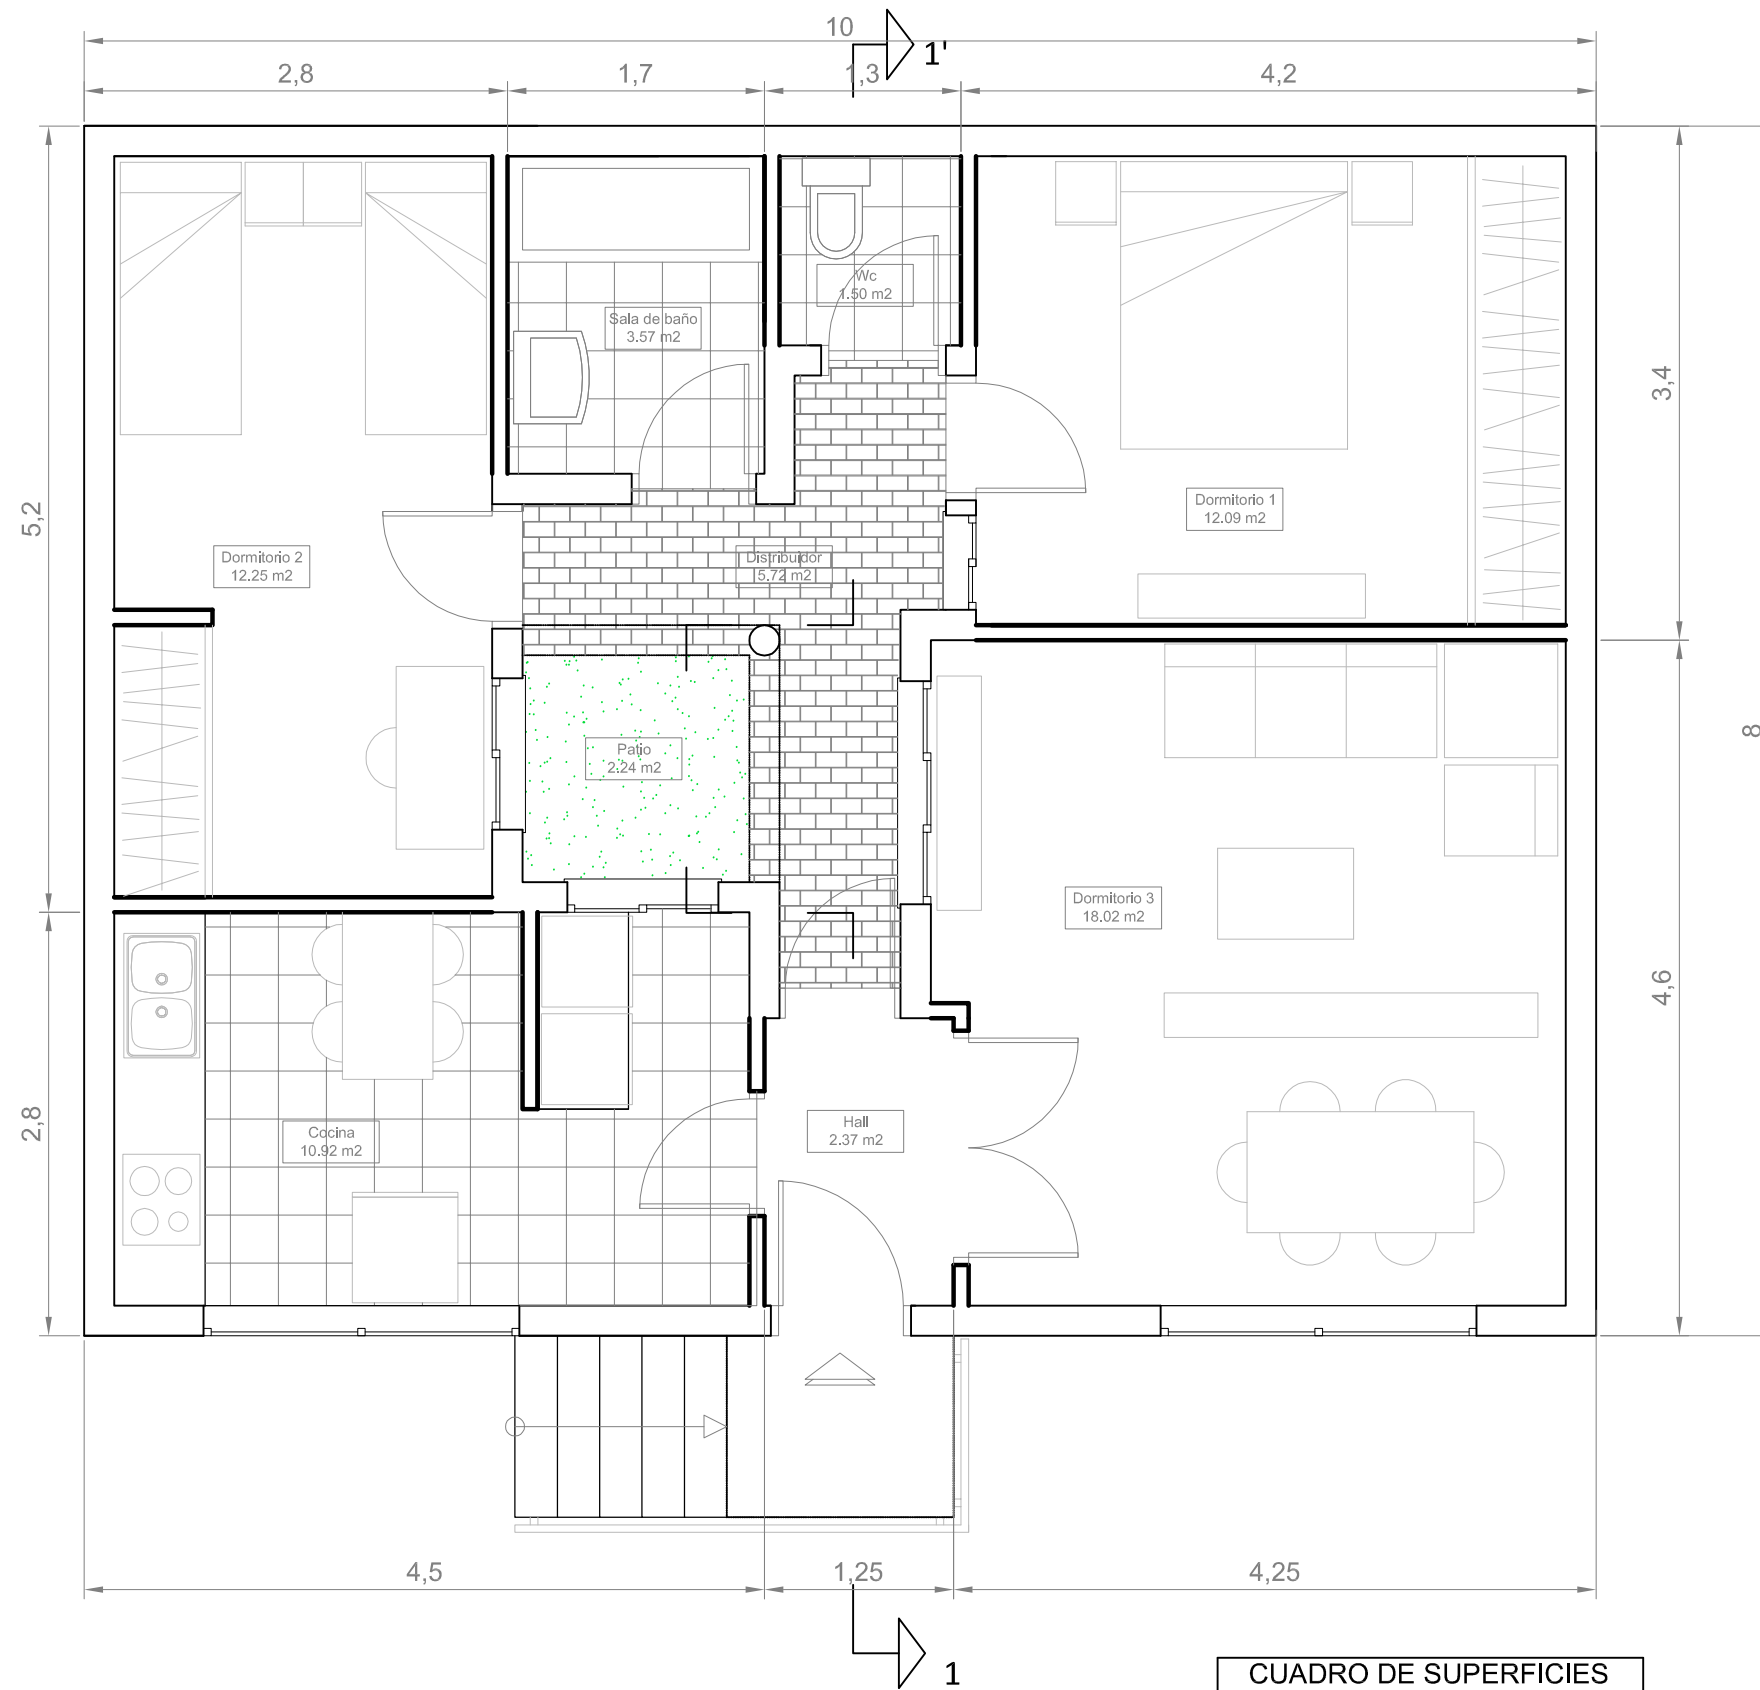 10
1'
2,8
1,7
1,3
4,2
Wc
1.50 m2
Sala de baño
3.57 m2
3,4
5,2
Dormitorio 1
12.09 m2
Dormitorio 2
12.25 m2
Distribuidor
5.72 m2
8
Patio
2.24 m2
Dormitorio 3
18.02 m2
4,6
2,8
Cocina
10.92 m2
Hall
2.37 m2
4,5
1,25
4,25
1
CUADRO DE SUPERFICIES